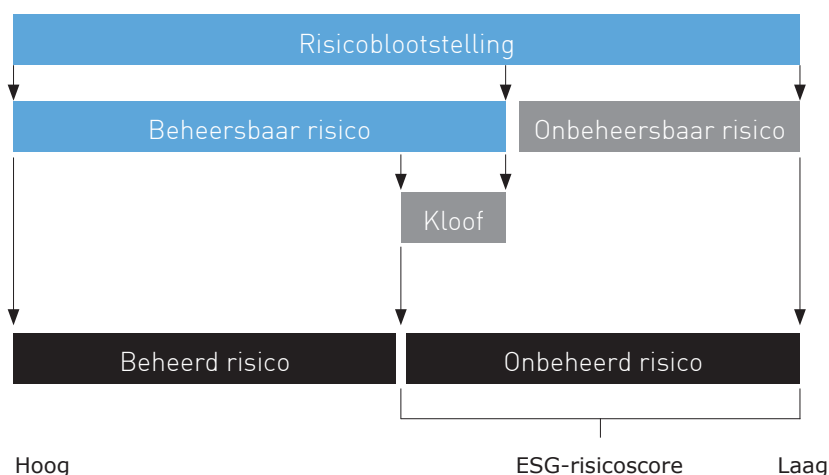 Risicoblootstelling
Beheersbaar risico
Onbeheersbaar risico
Kloof
Beheerd risico
Onbeheerd risico
Hoog
ESG-risicoscore
Laag